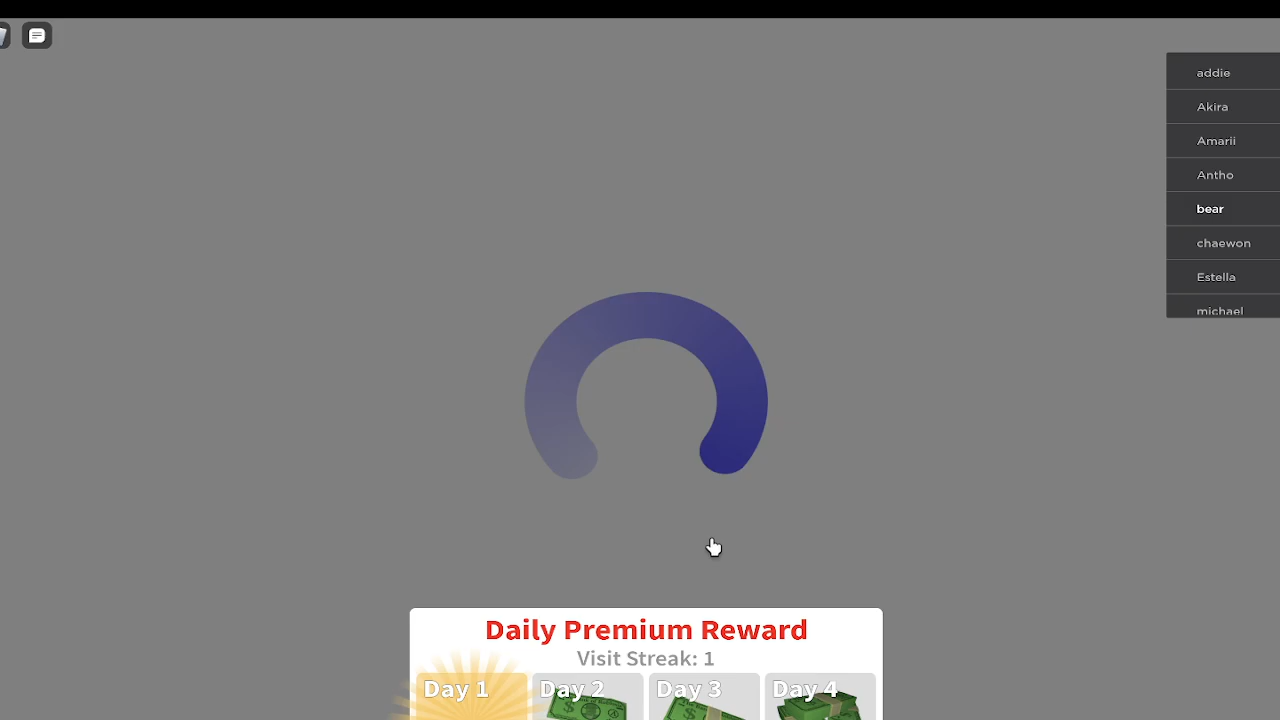 addie
Akira
Amarii
Antho
bear
chaewon
Estella
michael
Daily Premium Reward
Visit Streak: 1
Day 1
Day 2
Day 3
Day 4